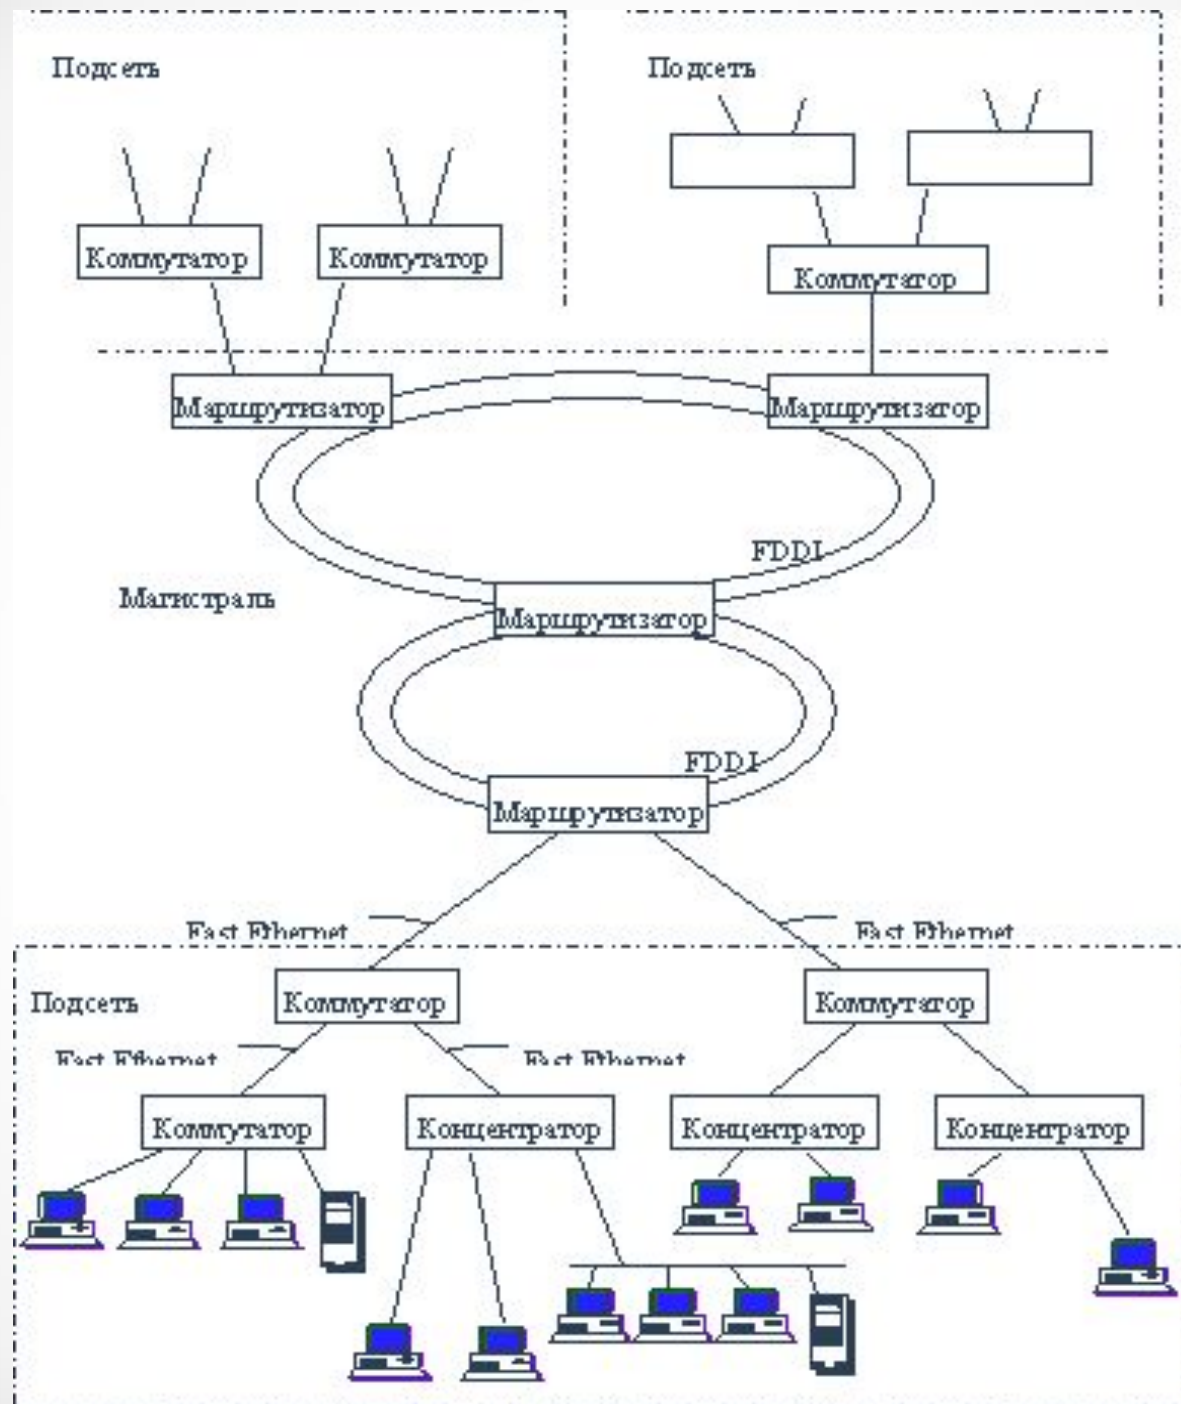 Подсеть
Подсеть
Коммутатор
Коммутатор
Коммутатор
Маршрутизатор
Маршрутизатор
FDDI
Магистраль
Маршрутизатор
FDDI
Маршрутизатор
Fast Ethernet
Fast Ethernet
Подсеть
Коммутатор
Коммутатор
Fast Ethernet
Fast Ethernet
Коммутатор
Концентратор
Концентратор
Концентратор